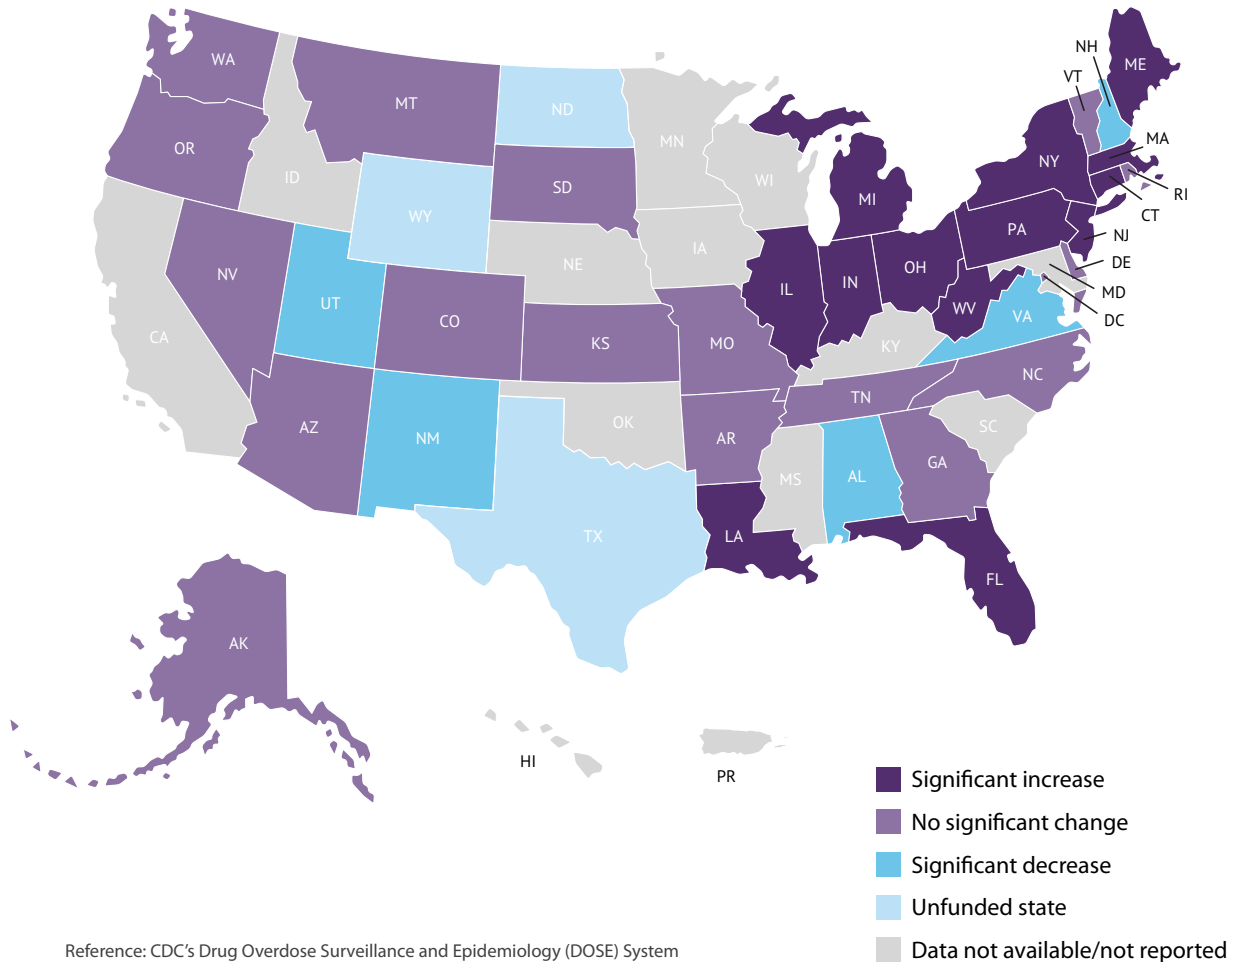 ME
NH
VT
WA
MT
ND
MN
OR
MA
NY
ID
SD
WI
RI
MI
WY
CT
PA
NJ
IA
DE
NE
OH
NV
IN
IL
MD
UT
WV
VA
DC
CO
CA
KS
MO
KY
NC
TN
AZ
NM
OK
AR
SC
GA
MS
AL
TX
LA
FL
AK
HI
PR
Significant increase
No significant change
Significant decrease
Unfunded state
Data not available/not reported
Reference: CDC's Drug Overdose Surveillance and Epidemiology (DOSE) System